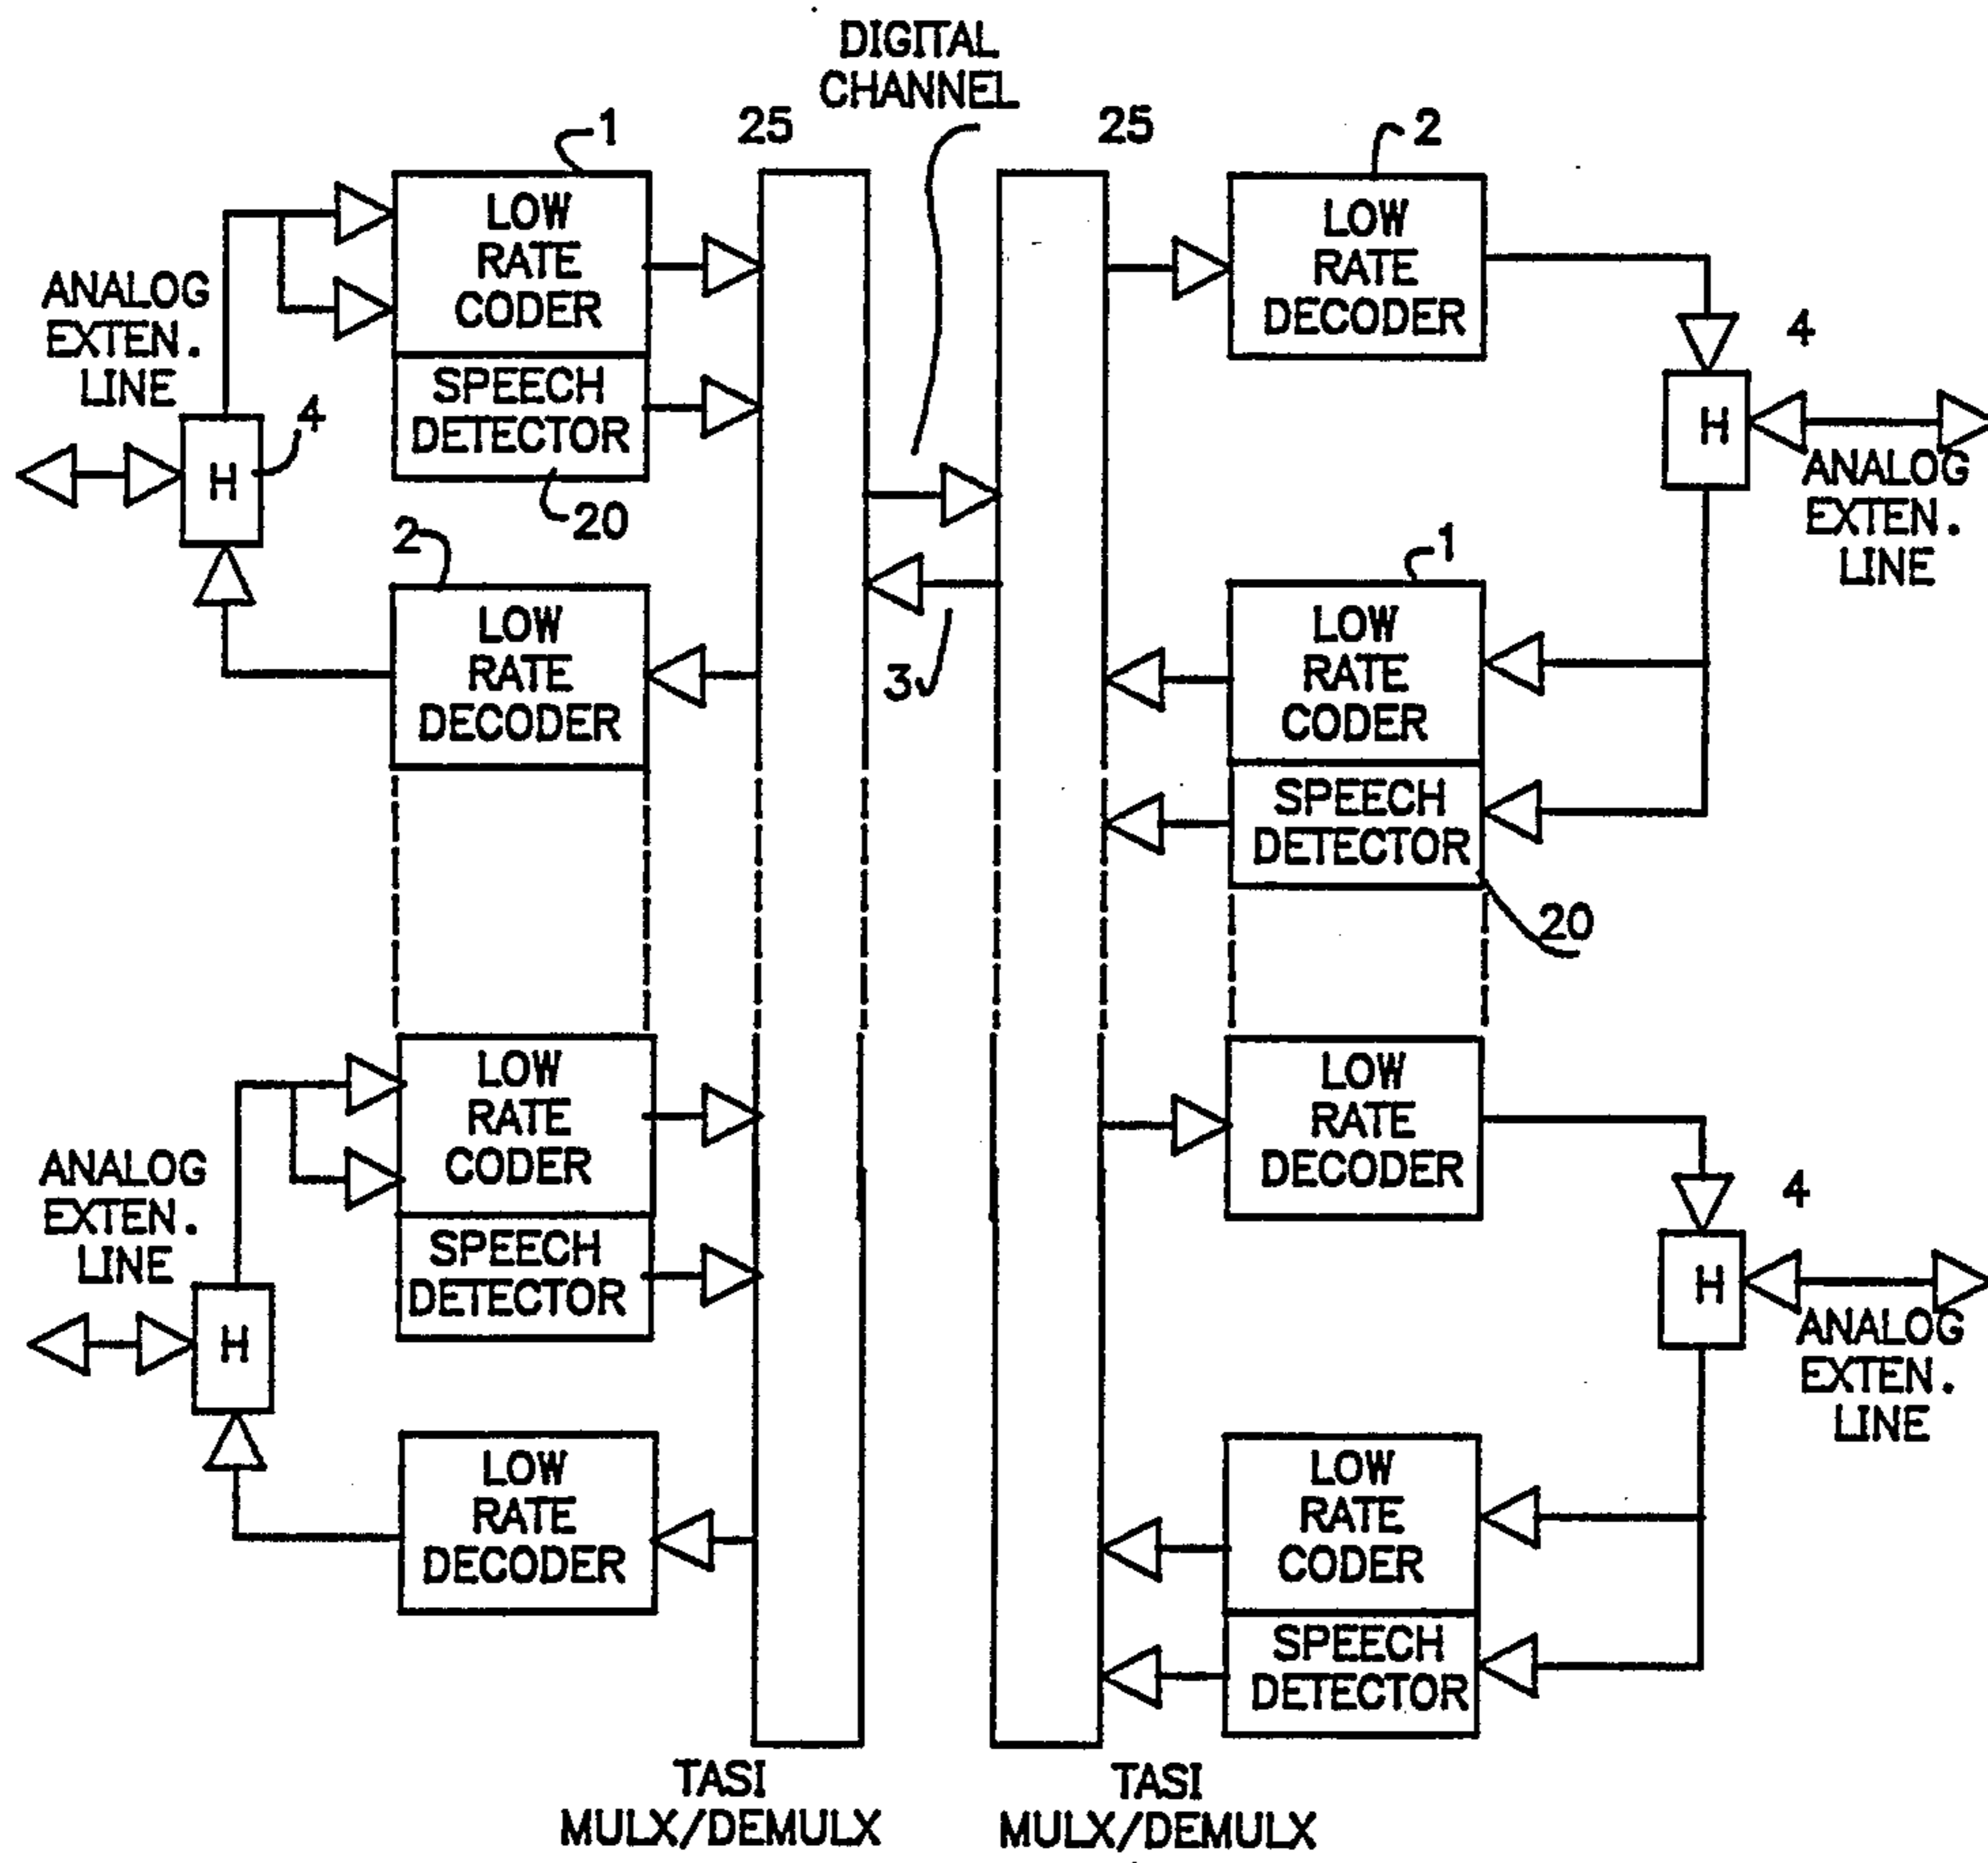 DIGITAL
CHANNEL
1
25
25
2
LOW
RATE
CODER
SPEECH
DETECTOR
20
ANALOG
EXTEN.
LINE
H
4
2
LOW
RATE
DECODER
3
LOW
RATE
DECODER
4
H
ANALOG
EXTEN.
LINE
1
LOW
RATE
CODER
SPEECH
DETECTOR
20
LOW
RATE
CODER
SPEECH
DETECTOR
ANALOG
EXTEN.
LINE
H
LOW
RATE
DECODER
LOW
RATE
DECODER
4
H
ANALOG
EXTEN.
LINE
LOW
RATE
CODER
SPEECH
DETECTOR
TASI
MULX/DEMULX
TASI
MULX/DEMULX